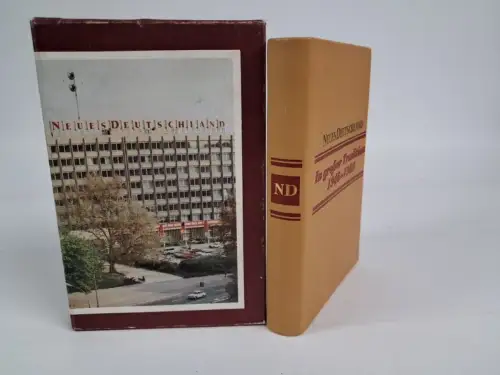 NEUES DEUTSCHLAND
ND
NEUES DEUTSCHLAND
In großer Tradition
1946-1986